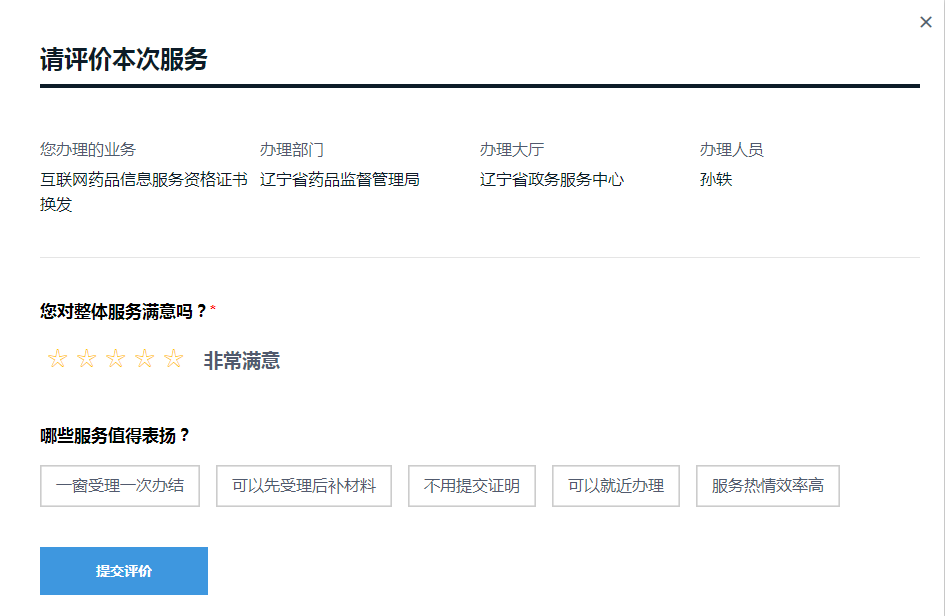 请评价本次服务
您办理的业务 办理部门 办理大厅 办理人员
互联网药品信息服务资格证书 辽宁省药品监督管理局 辽宁省政务服务中心 孙轶
换发
您对整体服务满意吗？*
非常满意
哪些服务值得表扬？
一窗受理一次办结 可以先受理后补材料 不用提交证明 可以就近办理 服务热情效率高
提交评价